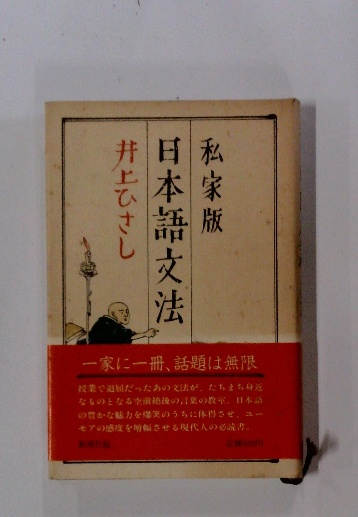 私家版
日本語文法
井上ひさし
一家に一冊、話題は無限
授業で退屈だったあの文法が、たちまち身近
なものとなる空前絶後の言葉の教室。日本語
の豊かな魅力を爆笑のうちに体得させ、ユー
モアの感度を増幅させる現代人の必読書。
新潮社版